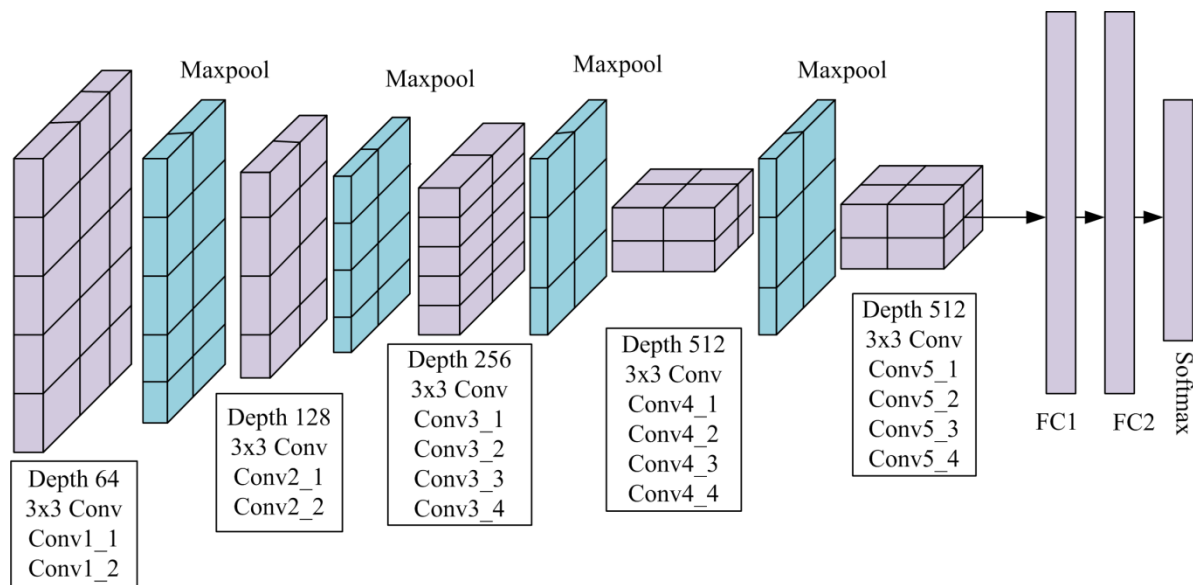 Maxpool
Maxpool
Maxpool
Maxpool
Depth 64
3x3 Conv
Conv1_1
Conv1_2
Depth 128
3x3 Conv
Conv2_1
Conv2_2
Depth 256
3x3 Conv
Conv3_1
Conv3_2
Conv3_3
Conv3_4
Depth 512
3x3 Conv
Conv4_1
Conv4_2
Conv4_3
Conv4_4
Depth 512
3x3 Conv
Conv5_1
Conv5_2
Conv5_3
Conv5_4
FC1
FC2
Softmax